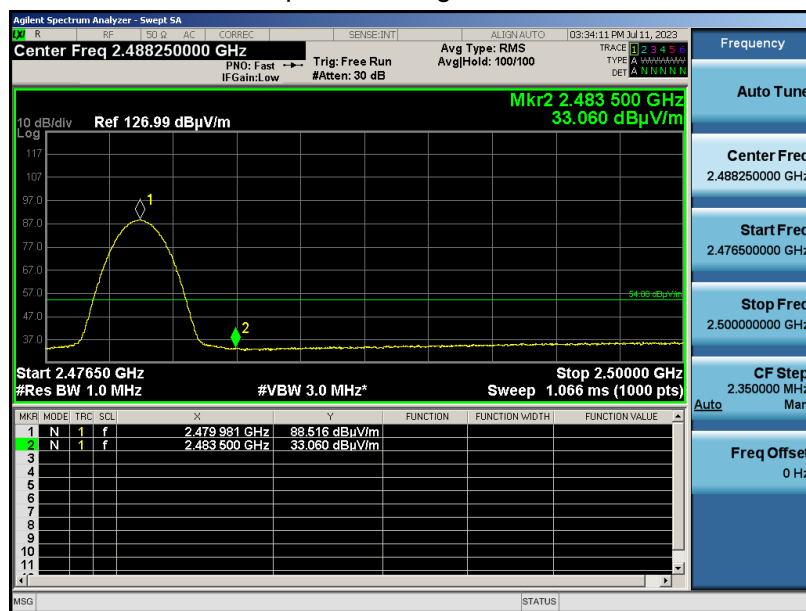 Agilent Spectrum Analyzer - Swept SA
LXI R RF 50 Ω AC CORREC SENSE:INT ALIGN AUTO 03:34:11 PM Jul 11, 2023
Center Freq 2.488250000 GHz
PNO: Fast
IFGain:Low
Trig: Free Run
#Atten: 30 dB
Avg Type: RMS
Avg|Hold: 100/100
TRACE 1 2 3 4 5 6
TYPE A WWWWW
DET A N N N N N
Mkr2 2.483 500 GHz
33.060 dBµV/m
10 dB/div Ref 126.99 dBµV/m
Log
117
107
97.0
87.0
77.0
67.0
57.0
47.0
37.0
1
2
54.00 dBµV/m
Start 2.47650 GHz Stop 2.50000 GHz
#Res BW 1.0 MHz #VBW 3.0 MHz* Sweep 1.066 ms (1000 pts)
MKR MODE TRC SCL X Y FUNCTION FUNCTION WIDTH FUNCTION VALUE
1 N 1 f 2.479 981 GHz 88.516 dBµV/m
2 N 1 f 2.483 500 GHz 33.060 dBµV/m
3
4
5
6
7
8
9
10
11
MSG STATUS
Frequency
Auto Tune
Center Freq
2.488250000 GHz
Start Freq
2.476500000 GHz
Stop Freq
2.500000000 GHz
CF Step
2.350000 MHz
Auto Man
Freq Offset
0 Hz